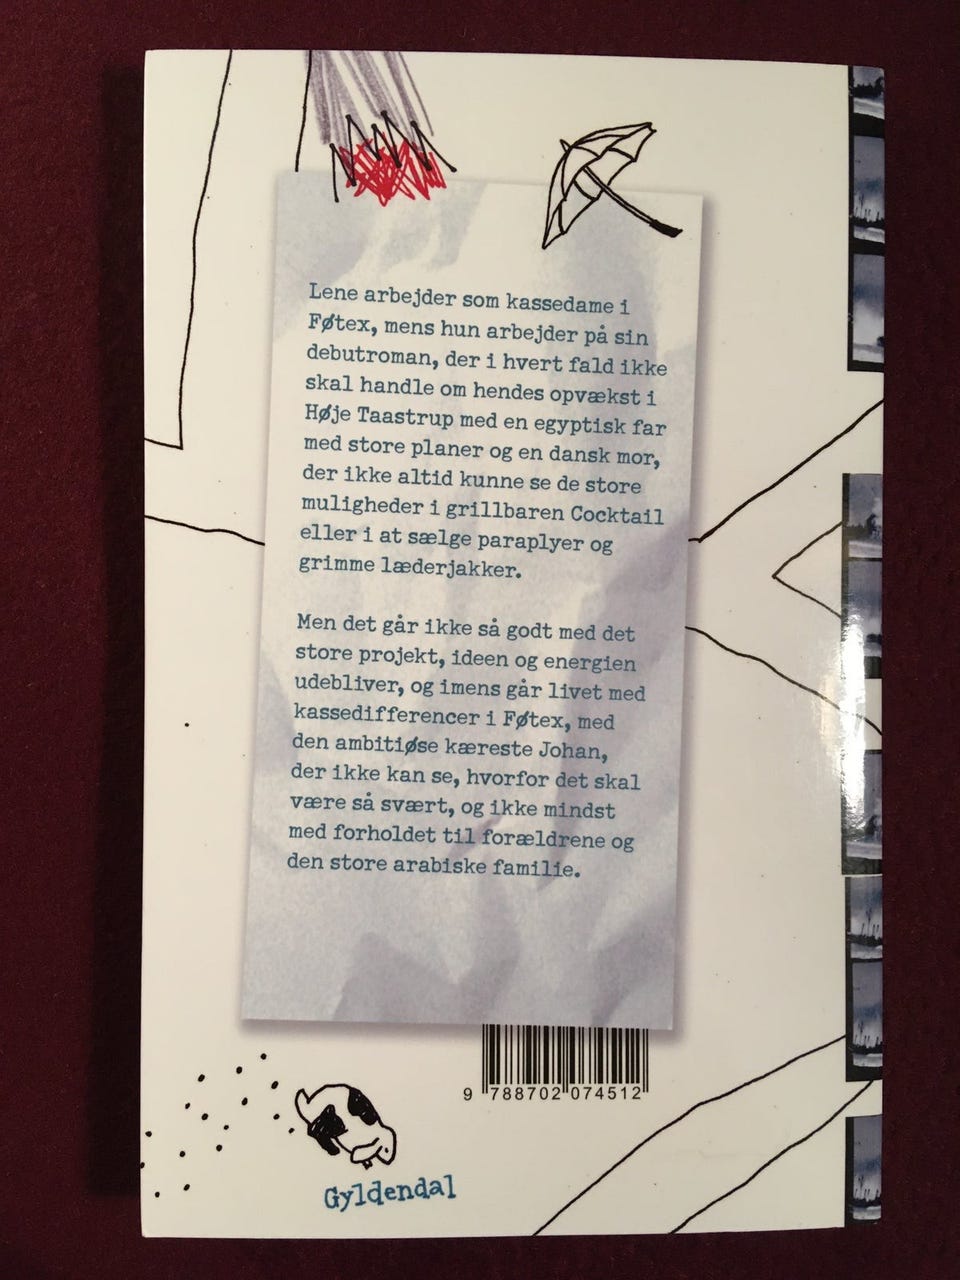 Lene arbejder som kassedame i
Føtex, mens hun arbejder på sin
debutroman, der i hvert fald ikke
skal handle om hendes opvækst i
Høje Taastrup med en egyptisk far
med store planer og en dansk mor,
der ikke altid kunne se de store
muligheder i grillbaren Cocktail
eller i at sælge paraplyer og
grimme læderjakker.
Men det går ikke så godt med det
store projekt, ideen og energien
udebliver, og imens går livet med
kassedifferencer i Føtex, med
den ambitiøse kæreste Johan,
der ikke kan se, hvorfor det skal
være så svært, og ikke mindst
med forholdet til forældrene og
den store arabiske familie.
9 788702 074512
Gyldendal